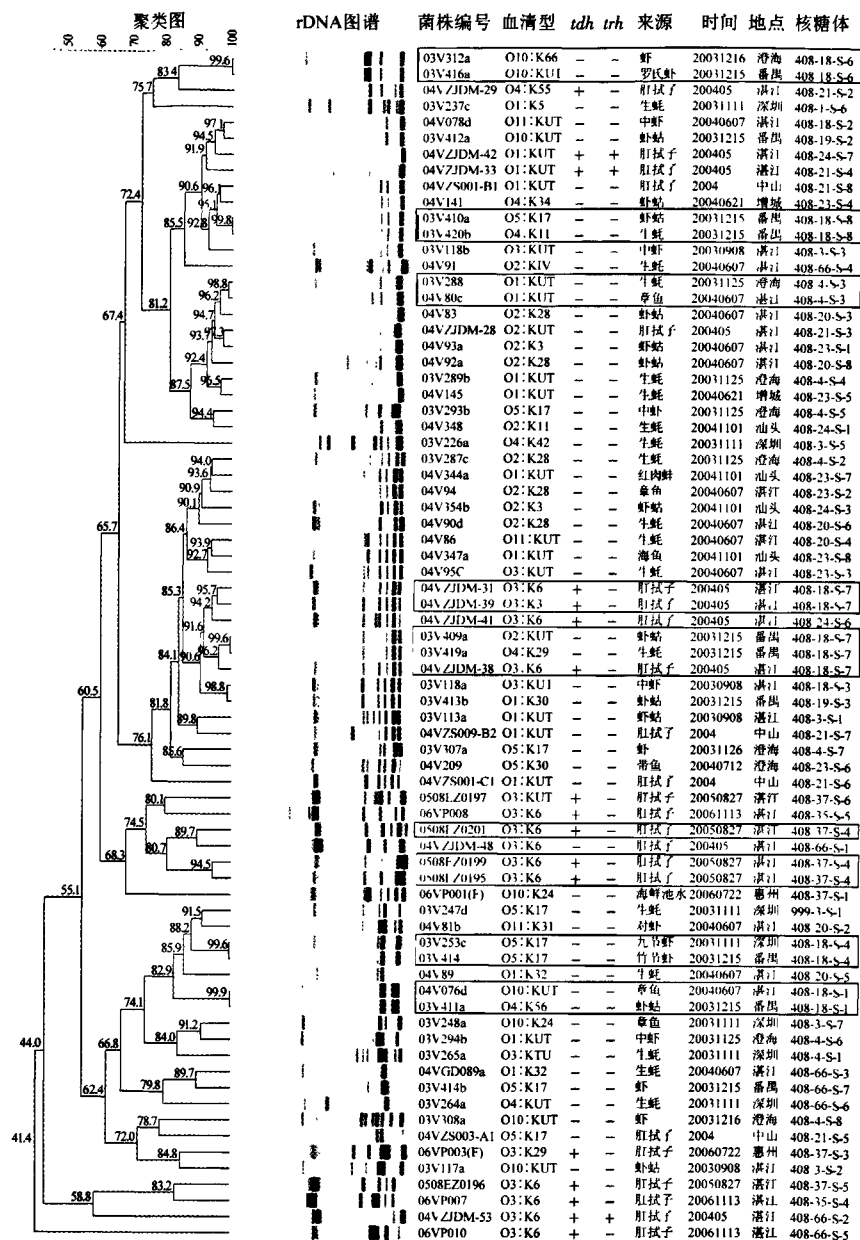 聚类图 rDNA图谱 菌株编号 血清型 tdh trh 来源 时间 地点 核糖体
50 60 70 80 90 100
03V312a O10:K66 − − 虾 20031216 澄海 408-18-S-6
03V416a O10:KUT − − 罗氏虾 20031215 番禺 408-18-S-6
04VZJDM-29 O4:K55 + − 肛拭子 200405 湛江 408-21-S-2
03V237c O1:K5 − − 生蚝 20031111 深圳 408-1-S-6
04V078d O11:KUT − − 中虾 20040607 湛江 408-18-S-2
03V412a O10:KUT − − 虾蛄 20031215 番禺 408-19-S-2
04VZJDM-42 O1:KUT + + 肛拭子 200405 湛江 408-24-S-7
04VZJDM-33 O1:KUT + + 肛拭子 200405 湛江 408-21-S-4
04VZS001-B1 O1:KUT − − 肛拭子 2004 中山 408-21-S-8
04V141 O4:K34 − − 虾蛄 20040621 增城 408-23-S-4
03V410a O5:K17 − − 虾蛄 20031215 番禺 408-18-S-8
03V420b O4:K11 − − 生蚝 20031215 番禺 408-18-S-8
03V118b O3:KUT − − 中虾 20030908 湛江 408-3-S-3
04V91 O2:KIV − − 生蚝 20040607 湛江 408-66-S-4
03V288 O1:KUT − − 生蚝 20031125 澄海 408-4-S-3
04V80c O1:KUT − − 章鱼 20040607 湛江 408-4-S-3
04V83 O2:K28 − − 虾蛄 20040607 湛江 408-20-S-3
04VZJDM-28 O2:KUT − − 肛拭子 200405 湛江 408-21-S-3
04V93a O2:K3 − − 虾蛄 20040607 湛江 408-23-S-1
04V92a O2:K28 − − 虾蛄 20040607 湛江 408-20-S-8
03V289b O1:KUT − − 生蚝 20031125 澄海 408-4-S-4
04V145 O1:KUT − − 生蚝 20040621 增城 408-23-S-5
03V293b O5:K17 − − 中虾 20031125 澄海 408-4-S-5
04V348 O2:K11 − − 生蚝 20041101 汕头 408-24-S-1
03V226a O4:K42 − − 生蚝 20031111 深圳 408-3-S-5
03V287c O2:K28 − − 生蚝 20031125 澄海 408-4-S-2
04V344a O1:KUT − − 红肉蚌 20041101 汕头 408-23-S-7
04V94 O2:K28 − − 章鱼 20040607 湛江 408-23-S-2
04V354b O2:K3 − − 虾蛄 20041101 汕头 408-24-S-3
04V90d O2:K28 − − 生蚝 20040607 湛江 408-20-S-6
04V86 O11:KUT − − 生蚝 20040607 湛江 408-20-S-4
04V347a O1:KUT − − 海鱼 20041101 汕头 408-23-S-8
04V95C O3:KUT − − 生蚝 20040607 湛江 408-23-S-3
04VZJDM-31 O3:K6 + − 肛拭子 200405 湛江 408-18-S-7
04VZJDM-39 O3:K3 + − 肛拭子 200405 湛江 408-18-S-7
04VZJDM-41 O3:K6 + − 肛拭子 200405 湛江 408-24-S-6
03V409a O2:KUT − − 虾蛄 20031215 番禺 408-18-S-7
03V419a O4:K29 − − 生蚝 20031215 番禺 408-18-S-7
04VZJDM-38 O3:K6 + − 肛拭子 200405 湛江 408-18-S-7
03V118a O3:KUT − − 中虾 20030908 湛江 408-18-S-3
03V413b O1:K30 − − 虾蛄 20031215 番禺 408-19-S-3
03V113a O1:KUT − − 虾蛄 20030908 湛江 408-3-S-1
04VZS009-B2 O1:KUT − − 肛拭子 2004 中山 408-21-S-7
03V307a O5:K17 − − 虾 20031126 澄海 408-4-S-7
04V209 O5:K30 − − 带鱼 20040712 澄海 408-23-S-6
04VZS001-C1 O1:KUT − − 肛拭子 2004 中山 408-21-S-6
0508EZ0197 O3:KUT + − 肛拭子 20050827 湛江 408-37-S-6
06VP008 O3:K6 + − 肛拭子 20061113 湛江 408-35-S-5
0508EZ0201 O3:K6 + − 肛拭子 20050827 湛江 408-37-S-4
04VZJDM-48 O3:K6 + − 肛拭子 200405 湛江 408-66-S-1
0508EZ0199 O3:K6 + − 肛拭子 20050827 湛江 408-37-S-4
0508EZ0195 O3:K6 + − 肛拭子 20050827 湛江 408-37-S-4
06VP001(F) O10:K24 − − 海鲜池水 20060722 惠州 408-37-S-1
03V247d O5:K17 − − 生蚝 20031111 深圳 999-3-S-1
04V81b O11:K31 − − 对虾 20040607 湛江 408-20-S-2
03V253c O5:K17 − − 九节虾 20031111 深圳 408-18-S-4
03V414 O5:K17 − − 竹节虾 20031215 番禺 408-18-S-4
04V89 O1:K32 − − 生蚝 20040607 湛江 408-20-S-5
04V076d O10:KUT − − 章鱼 20040607 湛江 408-18-S-1
03V411a O4:K56 − − 虾蛄 20031215 番禺 408-18-S-1
03V248a O10:K24 − − 章鱼 20031111 深圳 408-3-S-7
03V294b O1:KUT − − 中虾 20031125 澄海 408-4-S-6
03V265a O3:KTU − − 生蚝 20031111 深圳 408-4-S-1
04VGD089a O1:K32 − − 生蚝 20040607 湛江 408-66-S-3
03V414b O5:K17 − − 虾 20031215 番禺 408-66-S-7
03V264a O4:KUT − − 生蚝 20031111 深圳 408-66-S-6
03V308a O10:KUT − − 虾 20031216 澄海 408-4-S-8
04VZS003-A1 O5:K17 − − 肛拭子 2004 中山 408-21-S-5
06VP003(F) O3:K29 + − 肛拭子 20060722 惠州 408-37-S-3
03V117a O10:KUT − − 虾蛄 20030908 湛江 408-3-S-2
0508EZ0196 O3:K6 + − 肛拭子 20050827 湛江 408-37-S-5
06VP007 O3:K6 + − 肛拭子 20061113 湛江 408-35-S-4
04VZJDM-53 O3:K6 + + 肛拭子 200405 湛江 408-66-S-2
06VP010 O3:K6 + − 肛拭子 20061113 湛江 408-66-S-5